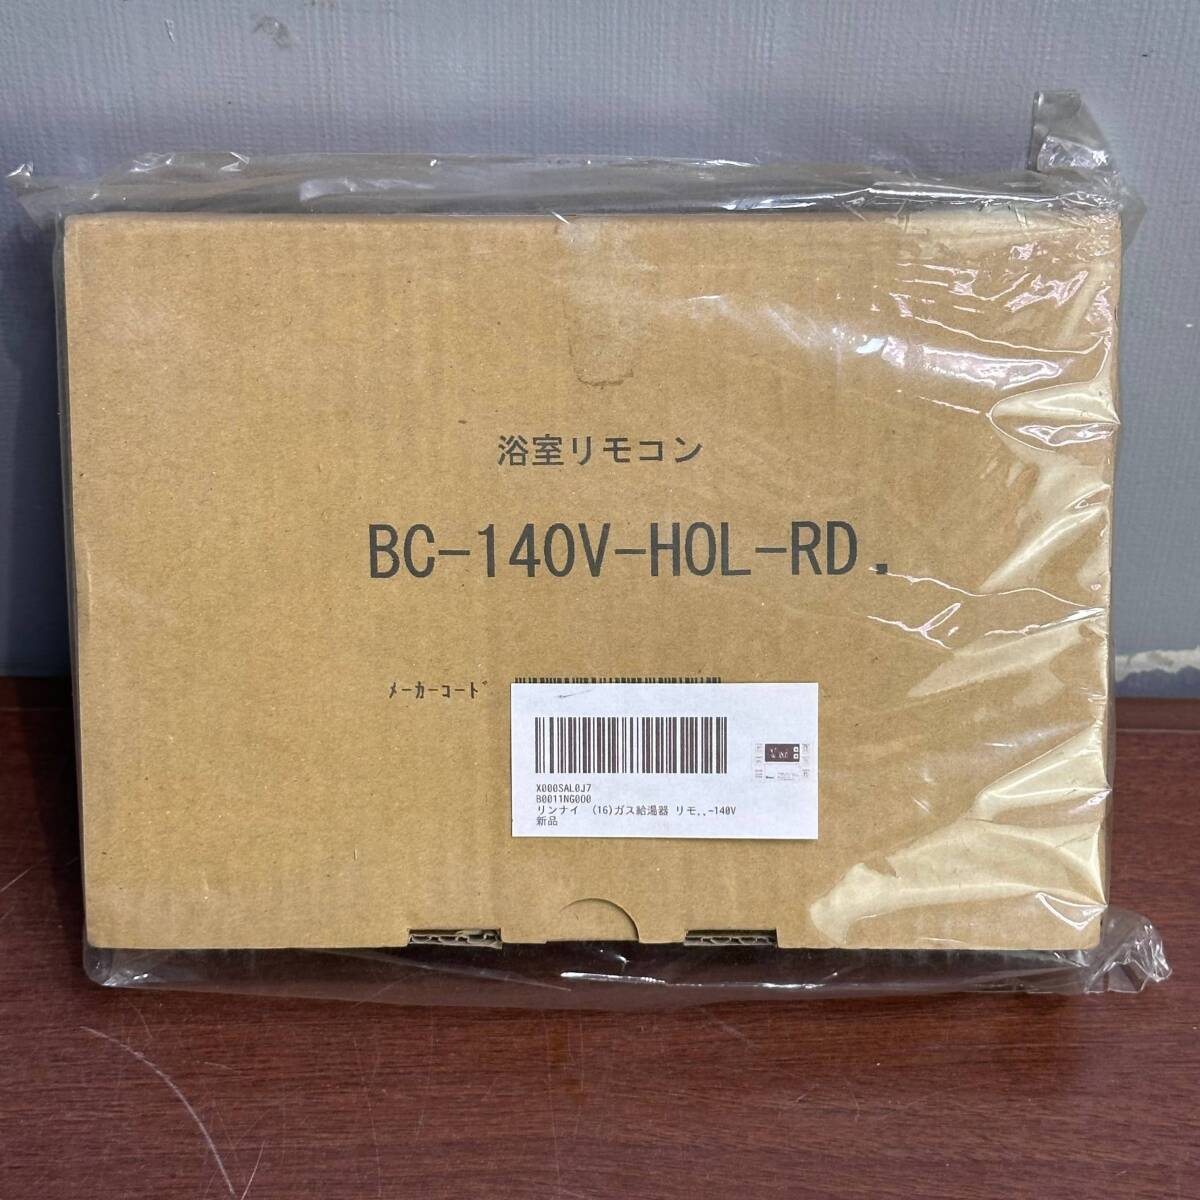 浴室リモコン
BC-140V-HOL-RD.
ﾒｰｶｰｺｰﾄﾞ
X000SAL0J7
B0011NG000
リンナイ (16)ガス給湯器 リモ,,-140V
新品